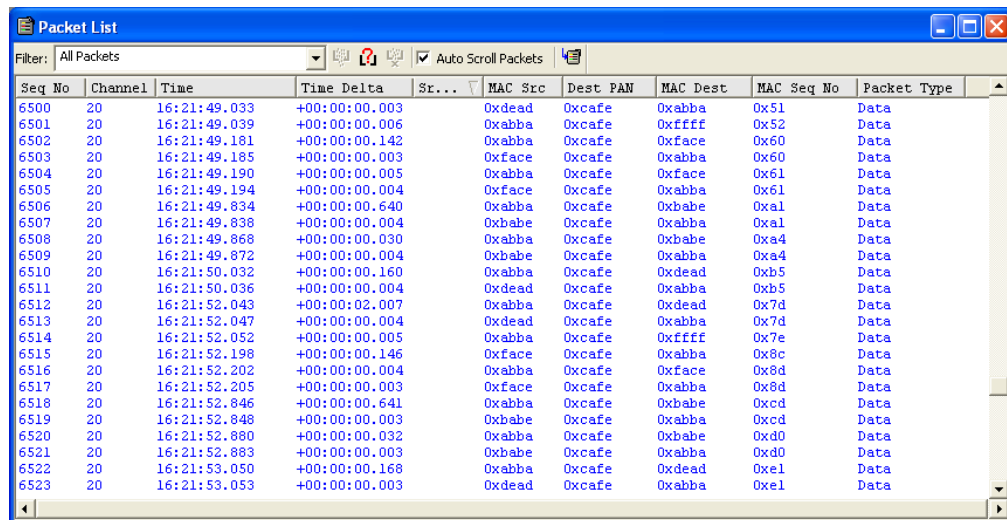 Packet List
Filter: All Packets Auto Scroll Packets
Seq No Channel Time Time Delta Sr... MAC Src Dest PAN MAC Dest MAC Seq No Packet Type
6500 20 16:21:49.033 +00:00:00.003 0xdead 0xcafe 0xabba 0x51 Data
6501 20 16:21:49.039 +00:00:00.006 0xabba 0xcafe 0xffff 0x52 Data
6502 20 16:21:49.181 +00:00:00.142 0xabba 0xcafe 0xface 0x60 Data
6503 20 16:21:49.185 +00:00:00.003 0xface 0xcafe 0xabba 0x60 Data
6504 20 16:21:49.190 +00:00:00.005 0xabba 0xcafe 0xface 0x61 Data
6505 20 16:21:49.194 +00:00:00.004 0xface 0xcafe 0xabba 0x61 Data
6506 20 16:21:49.834 +00:00:00.640 0xabba 0xcafe 0xbabe 0xa1 Data
6507 20 16:21:49.838 +00:00:00.004 0xbabe 0xcafe 0xabba 0xa1 Data
6508 20 16:21:49.868 +00:00:00.030 0xabba 0xcafe 0xbabe 0xa4 Data
6509 20 16:21:49.872 +00:00:00.004 0xbabe 0xcafe 0xabba 0xa4 Data
6510 20 16:21:50.032 +00:00:00.160 0xabba 0xcafe 0xdead 0xb5 Data
6511 20 16:21:50.036 +00:00:00.004 0xdead 0xcafe 0xabba 0xb5 Data
6512 20 16:21:52.043 +00:00:02.007 0xabba 0xcafe 0xdead 0x7d Data
6513 20 16:21:52.047 +00:00:00.004 0xdead 0xcafe 0xabba 0x7d Data
6514 20 16:21:52.052 +00:00:00.005 0xabba 0xcafe 0xffff 0x7e Data
6515 20 16:21:52.198 +00:00:00.146 0xface 0xcafe 0xabba 0x8c Data
6516 20 16:21:52.202 +00:00:00.004 0xabba 0xcafe 0xface 0x8d Data
6517 20 16:21:52.205 +00:00:00.003 0xface 0xcafe 0xabba 0x8d Data
6518 20 16:21:52.846 +00:00:00.641 0xabba 0xcafe 0xbabe 0xcd Data
6519 20 16:21:52.848 +00:00:00.003 0xbabe 0xcafe 0xabba 0xcd Data
6520 20 16:21:52.880 +00:00:00.032 0xabba 0xcafe 0xbabe 0xd0 Data
6521 20 16:21:52.883 +00:00:00.003 0xbabe 0xcafe 0xabba 0xd0 Data
6522 20 16:21:53.050 +00:00:00.168 0xabba 0xcafe 0xdead 0xe1 Data
6523 20 16:21:53.053 +00:00:00.003 0xdead 0xcafe 0xabba 0xe1 Data